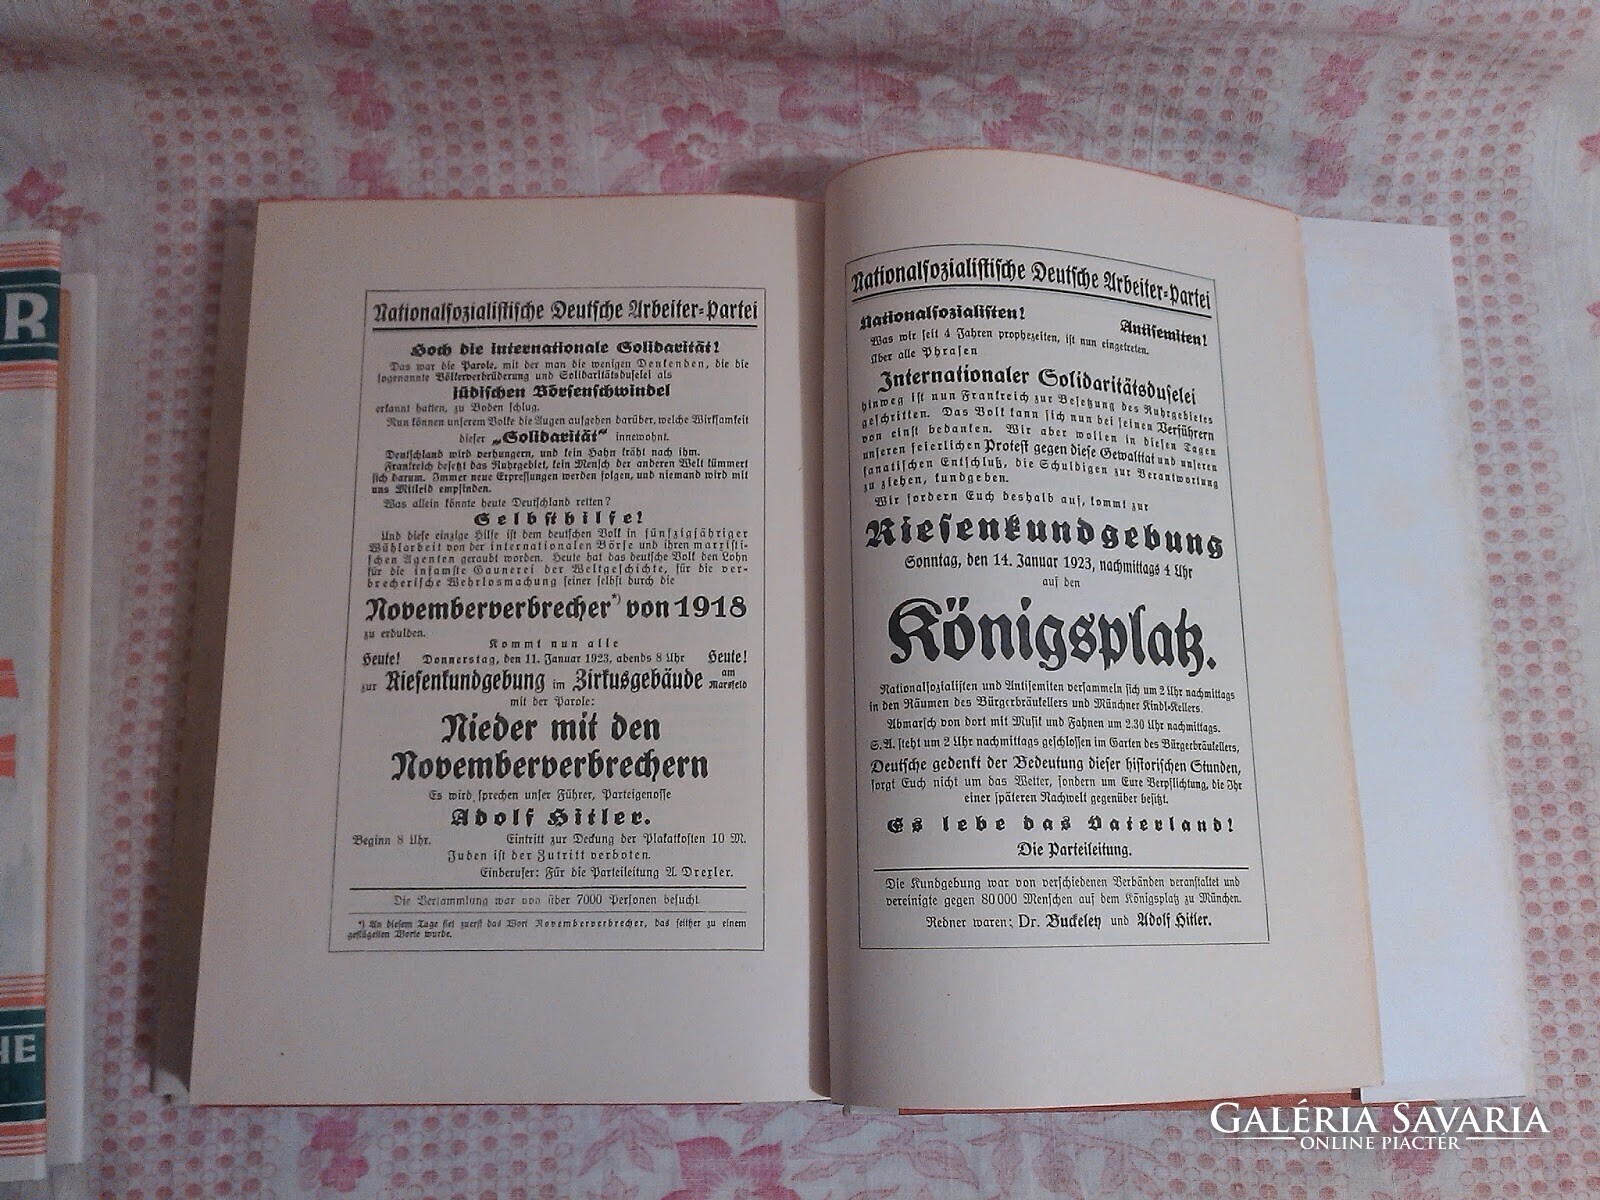 R
HE
Nationalsozialistische Deutsche Arbeiter-Partei
Hoch die internationale Solidarität!
Das war die Parole, mit der man die wenigen Denkenden, die die
sogenannte Völkerverbrüderung und Solidaritätsduselei als
jüdischen Börsenschwindel
erkannt hatten, zu Boden schlug.
Nun können unserem Volke die Augen aufgehen darüber, welche Wirksamkeit
dieser „Solidarität“ innewohnt.
Deutschland wird verhungern, und kein Hahn kräht nach ihm.
Frankreich besetzt das Ruhrgebiet, kein Mensch der anderen Welt kümmert
sich darum. Immer neue Erpressungen werden folgen, und niemand wird mit
uns Mitleid empfinden.
Was allein könnte heute Deutschland retten?
Selbsthilfe!
Und diese einzige Hilfe ist dem deutschen Volk in fünfzigjähriger
Wühlarbeit von der internationalen Börse und ihren marxisti-
schen Agenten geraubt worden. Heute hat das deutsche Volk den Lohn
für die infamste Gaunerei der Weltgeschichte, für die ver-
brecherische Wehrlosmachung seiner selbst durch die
Novemberverbrecher*) von 1918
zu erdulden.
Kommt nun alle
Heute! Donnerstag, den 11. Januar 1923, abends 8 Uhr Heute!
zur Riesenkundgebung im Zirkusgebäude am Marsfeld
mit der Parole:
Nieder mit den
Novemberverbrechern
Es wird sprechen unser Führer, Parteigenosse
Adolf Hitler.
Beginn 8 Uhr. Eintritt zur Deckung der Plakatkosten 10 M.
Juden ist der Zutritt verboten.
Einberufer: Für die Parteileitung A. Drexler.
Die Versammlung war von über 7000 Personen besucht
*) An diesem Tage fiel zuerst das Wort Novemberverbrecher, das seither zu einem
geflügelten Worte wurde.
Nationalsozialistische Deutsche Arbeiter-Partei
Nationalsozialisten! Antisemiten!
Was wir seit 4 Jahren prophezeiten, ist nun eingetreten.
Über alle Phrasen
Internationaler Solidaritätsduselei
hinweg ist nun Frankreich zur Besetzung des Ruhrgebietes
geschritten. Das Volk kann sich nun bei seinen Verführern
von einst bedanken. Wir aber wollen in diesen Tagen
unseren feierlichen Protest gegen diese Gewalttat und unseren
fanatischen Entschluß, die Schuldigen zur Verantwortung
zu ziehen, kundgeben.
Wir fordern Euch deshalb auf, kommt zur
Riesenkundgebung
Sonntag, den 14. Januar 1923, nachmittags 4 Uhr
auf den
Königsplatz.
Nationalsozialisten und Antisemiten versammeln sich um 2 Uhr nachmittags
in den Räumen des Bürgerbräukellers und Münchner Kindl-Kellers.
Abmarsch von dort mit Musik und Fahnen um 2.30 Uhr nachmittags.
S.A. steht um 2 Uhr nachmittags geschlossen im Garten des Bürgerbräukellers,
Deutsche gedenkt der Bedeutung dieser historischen Stunden,
sorgt Euch nicht um das Wetter, sondern um Eure Verpflichtung, die Ihr
einer späteren Nachwelt gegenüber besitzt.
Es lebe das Vaterland!
Die Parteileitung.
Die Kundgebung war von verschiedenen Verbänden veranstaltet und
vereinigte gegen 80 000 Menschen auf dem Königsplatz zu München.
Redner waren: Dr. Buckeley und Adolf Hitler.
GALÉRIA SAVARIA
ONLINE PIACTÉR